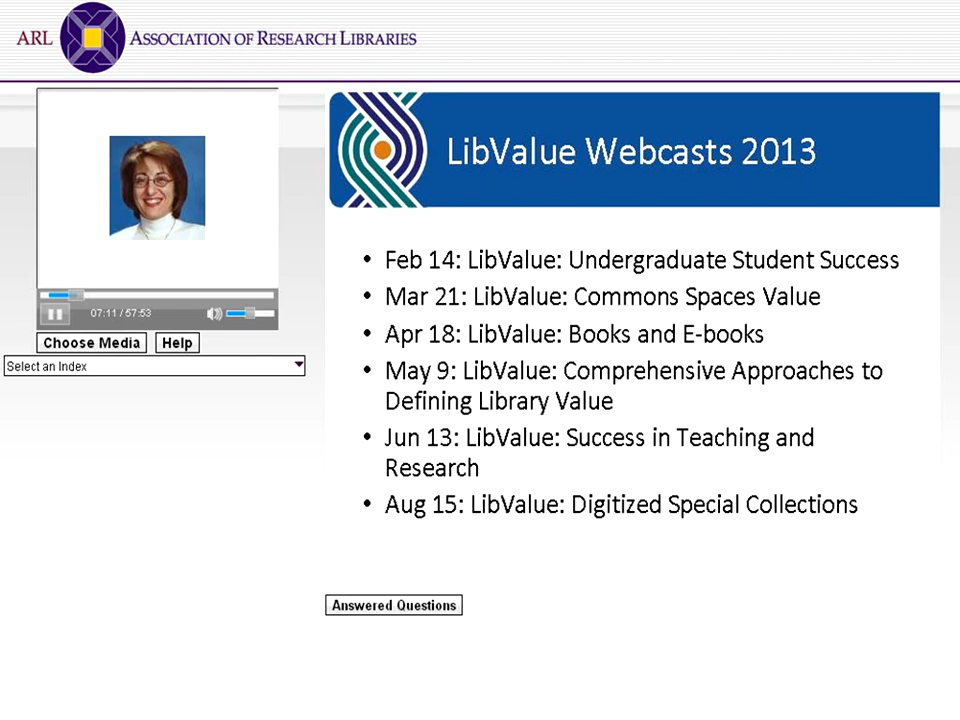 ARL ASSOCIATION OF RESEARCH LIBRARIES
07:11 / 57:53
Choose Media Help
Select an Index
LibValue Webcasts 2013
• Feb 14: LibValue: Undergraduate Student Success
• Mar 21: LibValue: Commons Spaces Value
• Apr 18: LibValue: Books and E-books
• May 9: LibValue: Comprehensive Approaches to
Defining Library Value
• Jun 13: LibValue: Success in Teaching and
Research
• Aug 15: LibValue: Digitized Special Collections
Answered Questions